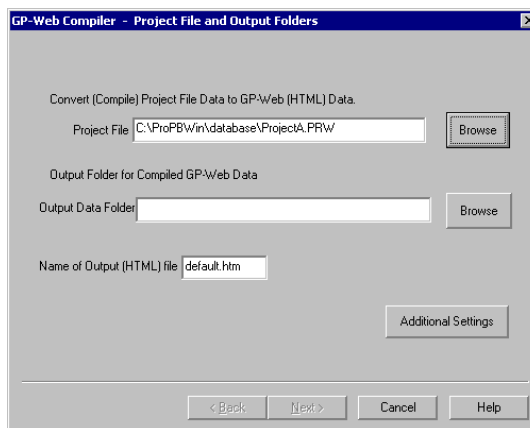 GP-Web Compiler - Project File and Output Folders
Convert (Compile) Project File Data to GP-Web (HTML) Data.
Project File C:\ProPBWin\database\ProjectA.PRW Browse
Output Folder for Compiled GP-Web Data
Output Data Folder Browse
Name of Output (HTML) file default.htm
Additional Settings
< Back Next > Cancel Help